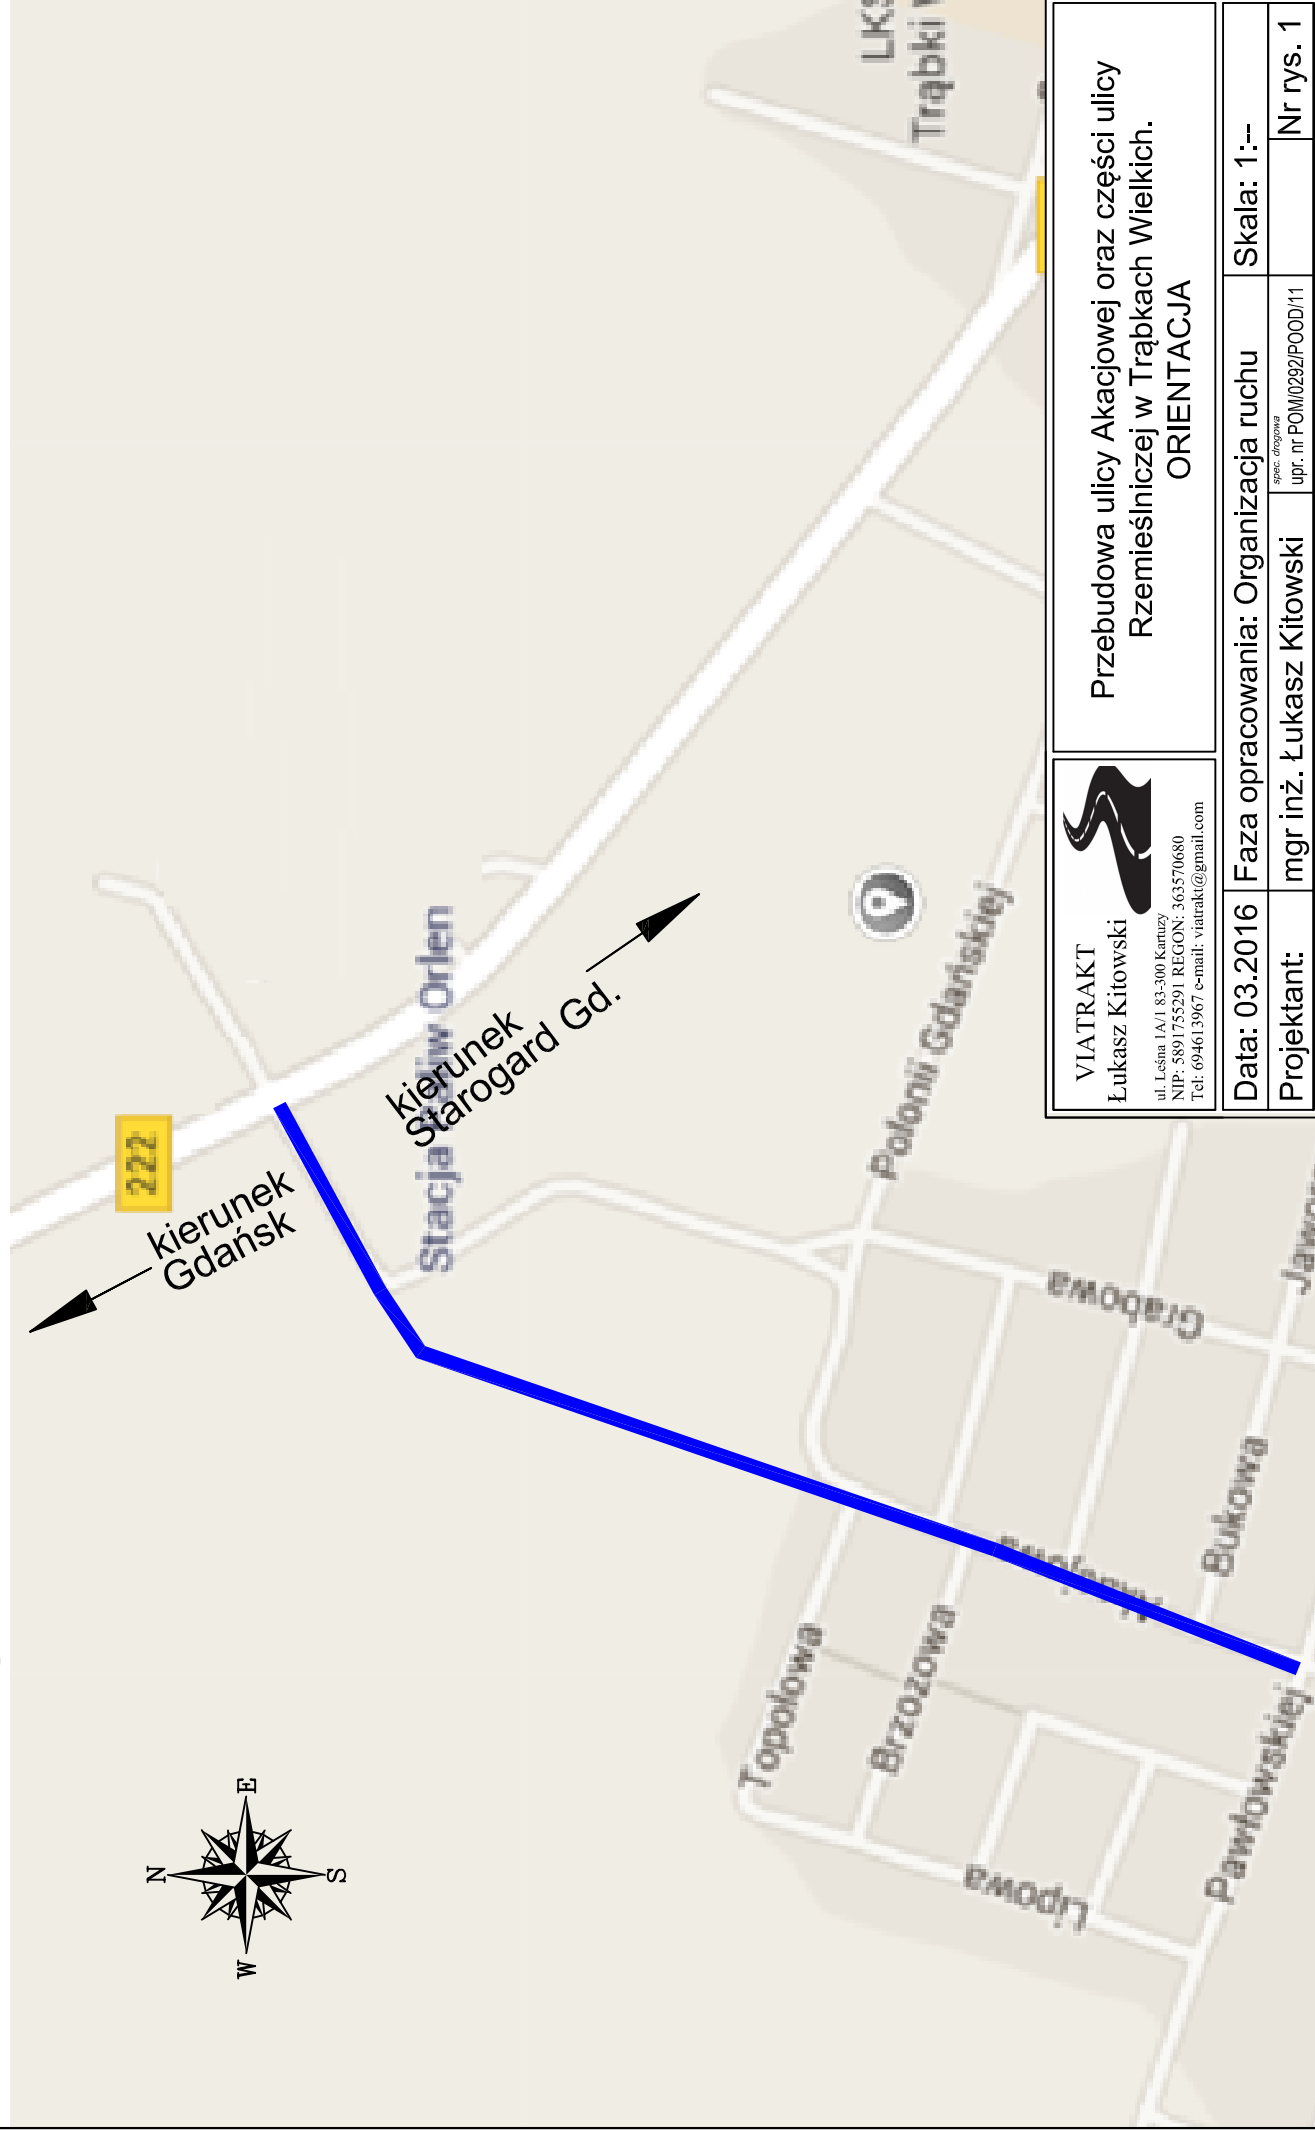 222
kierunek
Gdańsk
Stacja Paliw Orlen
kierunek
Starogard Gd.
N
E
S
W
LKS
Trąbki W
Polonii Gdańskiej
Grabowa
Akacjowa
Bukowa
Topolowa
Brzozowa
Lipowa
Pawłowskiej
VIATRAKT
Łukasz Kitowski
ul. Leśna 1A/1 83-300 Kartuzy
NIP: 5891755291 REGON: 363570680
Tel: 694613967 e-mail: viatrakt@gmail.com
Przebudowa ulicy Akacjowej oraz części ulicy
Rzemieślniczej w Trąbkach Wielkich.
ORIENTACJA
Data: 03.2016 Faza opracowania: Organizacja ruchu Skala: 1:--
Projektant: mgr inż. Łukasz Kitowski
spec. drogowa
upr. nr POM/0292/POOD/11
Nr rys. 1